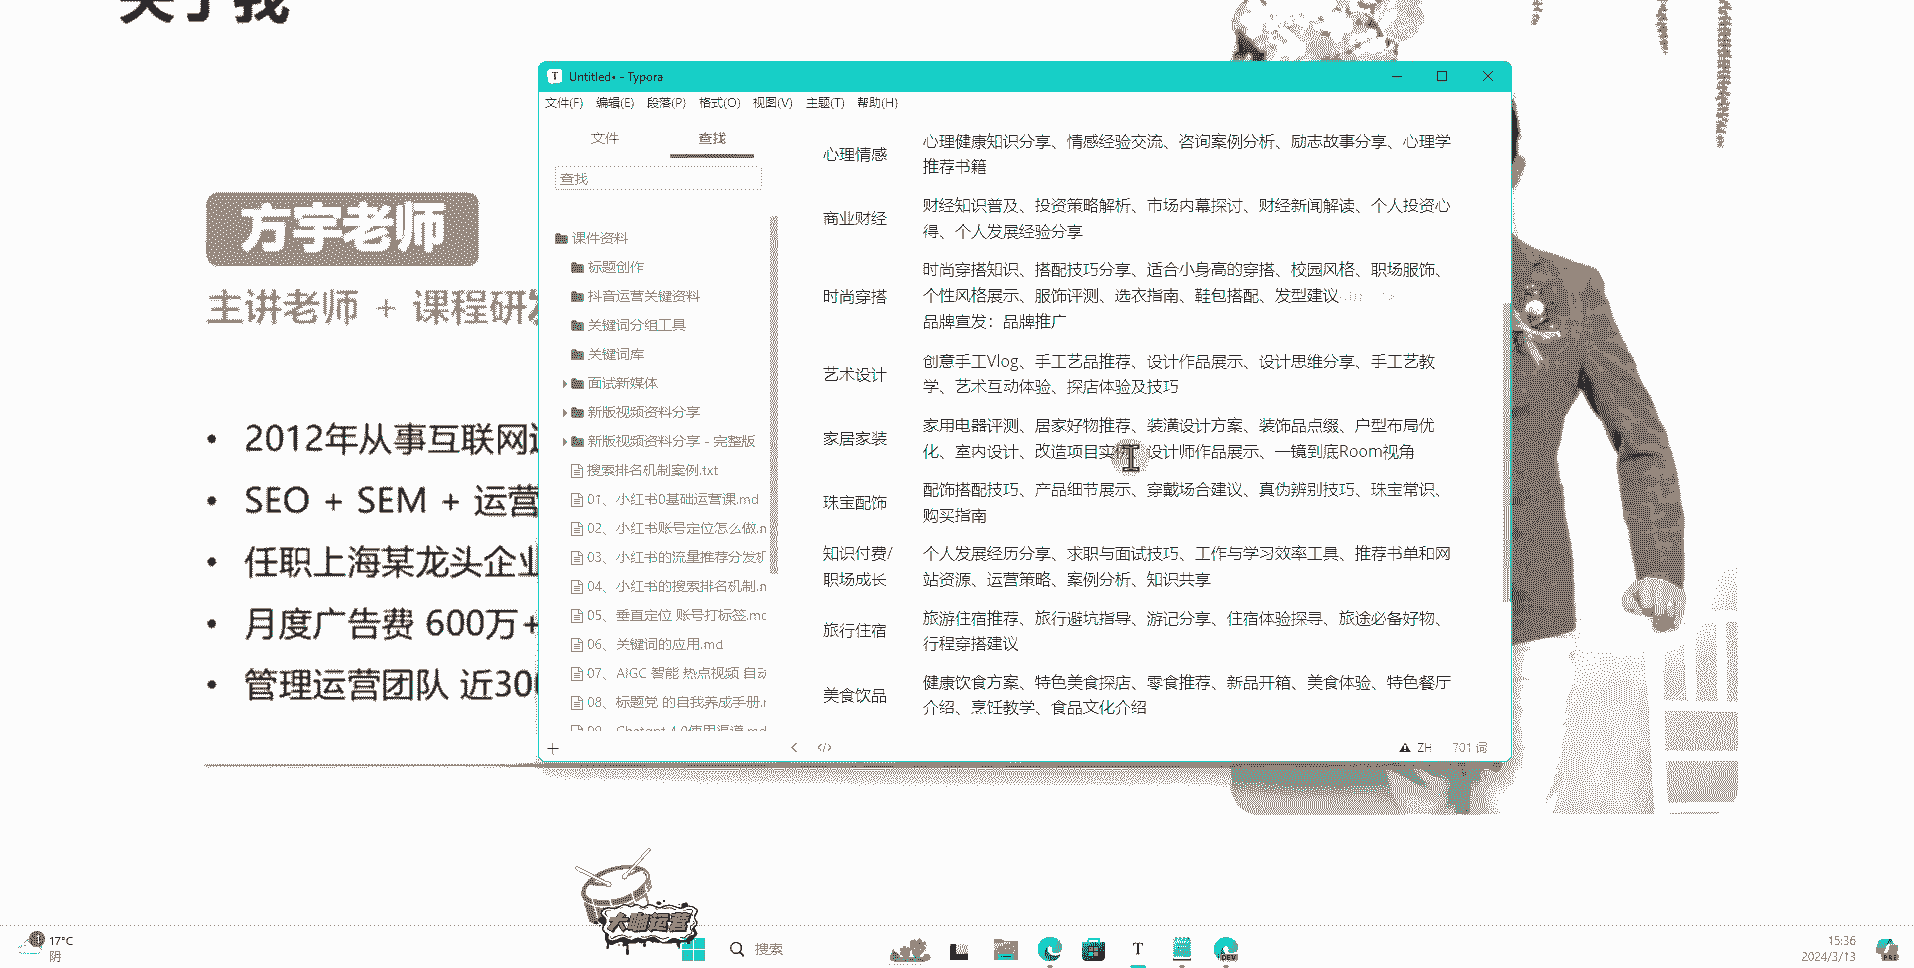 关于我
方宇老师
主讲老师 + 课程研发
2012年从事互联网
SEO + SEM + 运营
任职上海某龙头企业
月度广告费 600万+
管理运营团队 近300
Untitled• - Typora
文件(F) 编辑(E) 段落(P) 格式(O) 视图(V) 主题(T) 帮助(H)
文件 查找
查找
课件资料
标题创作
抖音运营关键资料
关键词分组工具
关键词库
面试新媒体
新版视频资料分享
新版视频资料分享 - 完整版
搜索排名机制案例.txt
01、小红书0基础运营课.md
02、小红书账号定位怎么做.m
03、小红书的流量推荐分发机
04、小红书的搜索排名机制.m
05、垂直定位 账号打标签.md
06、关键词的应用.md
07、AIGC 智能 热点视频 自动
08、标题党 的自我养成手册.m
09、Chatgpt 4.0使用渠道.md
心理情感
心理健康知识分享、情感经验交流、咨询案例分析、励志故事分享、心理学
推荐书籍
商业财经
财经知识普及、投资策略解析、市场内幕探讨、财经新闻解读、个人投资心
得、个人发展经验分享
时尚穿搭
时尚穿搭知识、搭配技巧分享、适合小身高的穿搭、校园风格、职场服饰、
个性风格展示、服饰评测、选衣指南、鞋包搭配、发型建议
品牌宣发：品牌推广
艺术设计
创意手工Vlog、手工艺品推荐、设计作品展示、设计思维分享、手工艺教
学、艺术互动体验、探店体验及技巧
家居家装
家用电器评测、居家好物推荐、装潢设计方案、装饰品点缀、户型布局优
化、室内设计、改造项目实例、设计师作品展示、一镜到底Room视角
珠宝配饰
配饰搭配技巧、产品细节展示、穿戴场合建议、真伪辨别技巧、珠宝常识、
购买指南
知识付费/
职场成长
个人发展经历分享、求职与面试技巧、工作与学习效率工具、推荐书单和网
站资源、运营策略、案例分析、知识共享
旅行住宿
旅游住宿推荐、旅行避坑指导、游记分享、住宿体验探寻、旅途必备好物、
行程穿搭建议
美食饮品
健康饮食方案、特色美食探店、零食推荐、新品开箱、美食体验、特色餐厅
介绍、烹饪教学、食品文化介绍
ZH 701 词
大咖运营
17°C
阴
搜索
15:36
2024/3/13